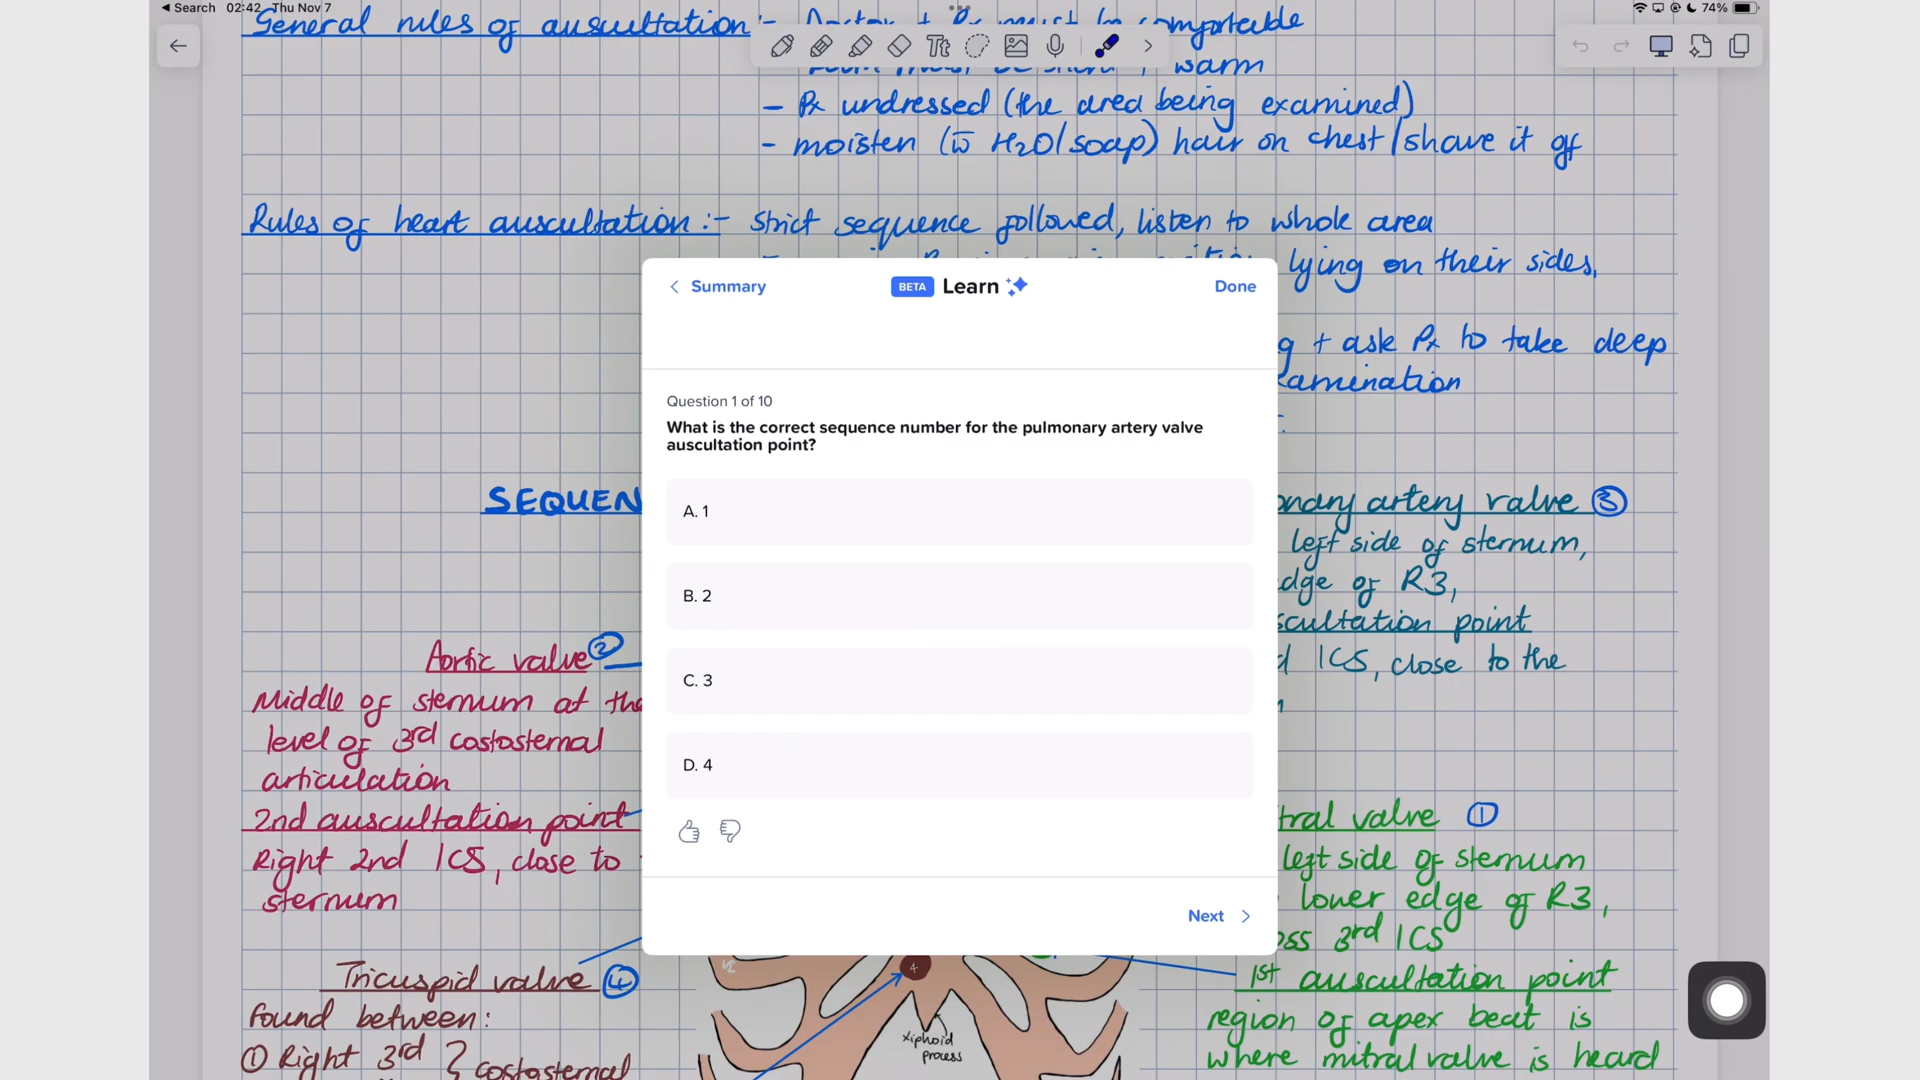 Search 02:42 Thu Nov 7
74%
General rules of auscultation :- Doctor + Px must be comfortable
warm
- Px undressed (the area being examined)
- moisten (w̄ H2O/soap) hair on chest/shave it off
Rules of heart auscultation :- Strict sequence followed, listen to whole area
lying on their sides,
g + ask Px to take deep
amination
Summary
BETA Learn
Done
Question 1 of 10
What is the correct sequence number for the pulmonary artery valve
auscultation point?
A. 1
B. 2
C. 3
D. 4
Next
SEQUEN
onary artery valve ③
left side of sternum,
dge of R3,
scultation point
ICS, close to the
Aortic valve ②
Middle of sternum at the
level of 3rd costosternal
articulation
2nd auscultation point
Right 2nd ICS, close to
sternum
Tricuspid valve ④
Found between:
① Right 3rd } costosternal
tral valve ①
left side of sternum
lower edge of R3,
oss 3rd ICS
1st auscultation point
region of apex beat is
where mitral valve is heard
4
xiphoid
process